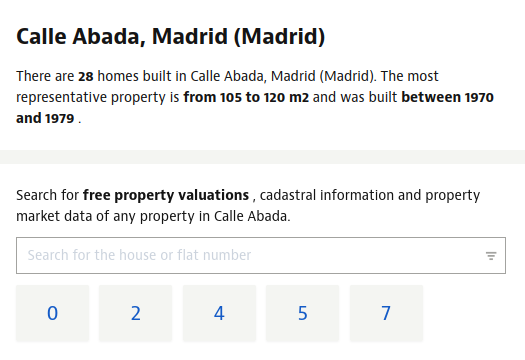 Calle Abada, Madrid (Madrid)
There are 28 homes built in Calle Abada, Madrid (Madrid). The most
representative property is from 105 to 120 m2 and was built between 1970
and 1979 .
Search for free property valuations , cadastral information and property
market data of any property in Calle Abada.
Search for the house or flat number
0 2 4 5 7